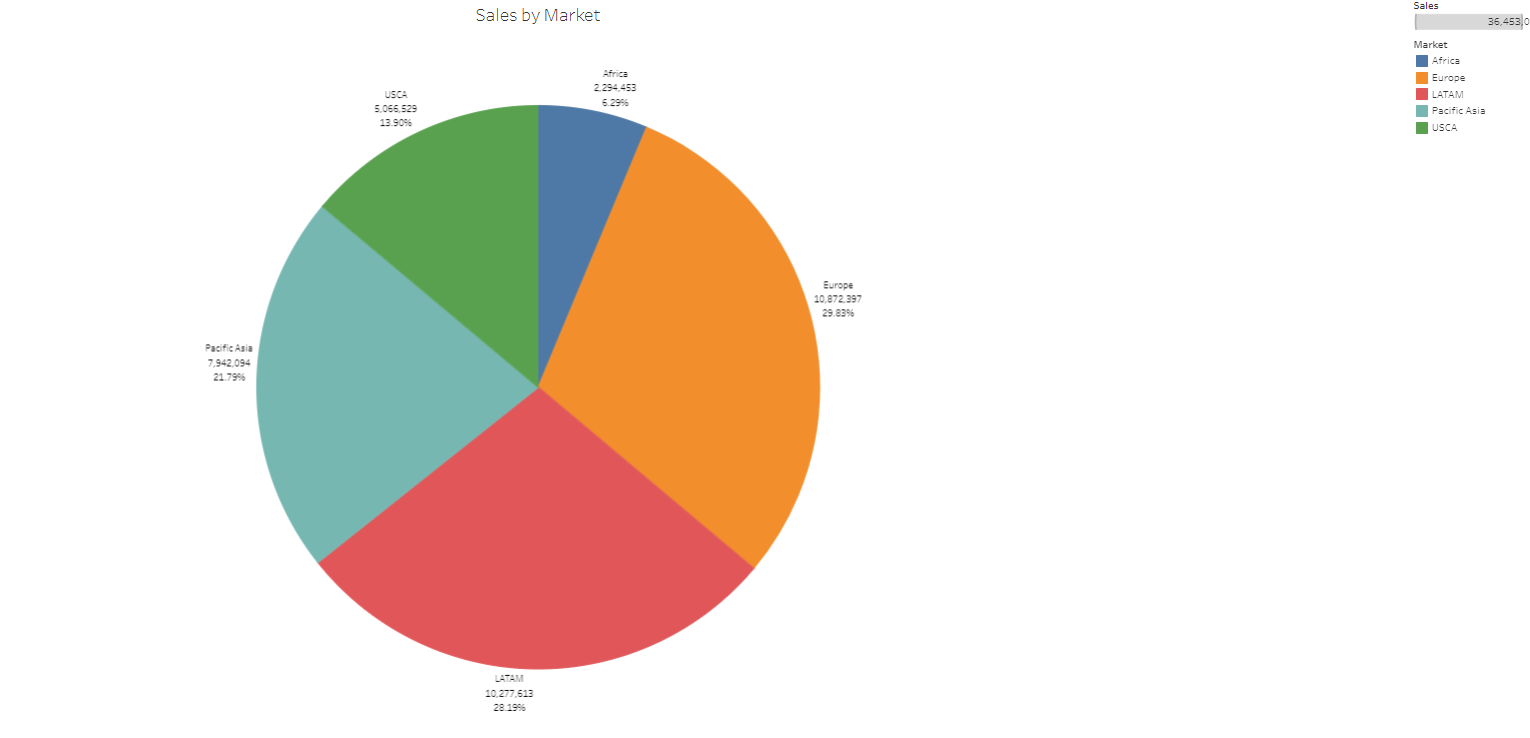 Sales by Market
Africa
2,294,453
6.29%
USCA
5,066,529
13.90%
Europe
10,872,397
29.83%
Pacific Asia
7,942,094
21.79%
LATAM
10,277,613
28.19%
Sales
36,453,0
Market
Africa
Europe
LATAM
Pacific Asia
USCA